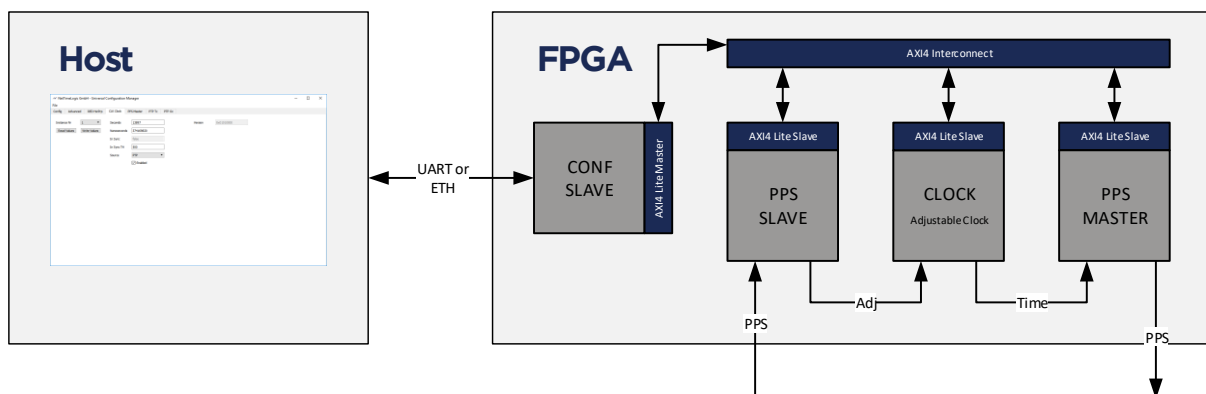 Host
FPGA
AXI4 Interconnect
UART or
ETH
CONF
SLAVE
AXI4 Lite Master
AXI4 Lite Slave
PPS
SLAVE
AXI4 Lite Slave
CLOCK
Adjustable Clock
AXI4 Lite Slave
PPS
MASTER
Adj
Time
PPS
PPS